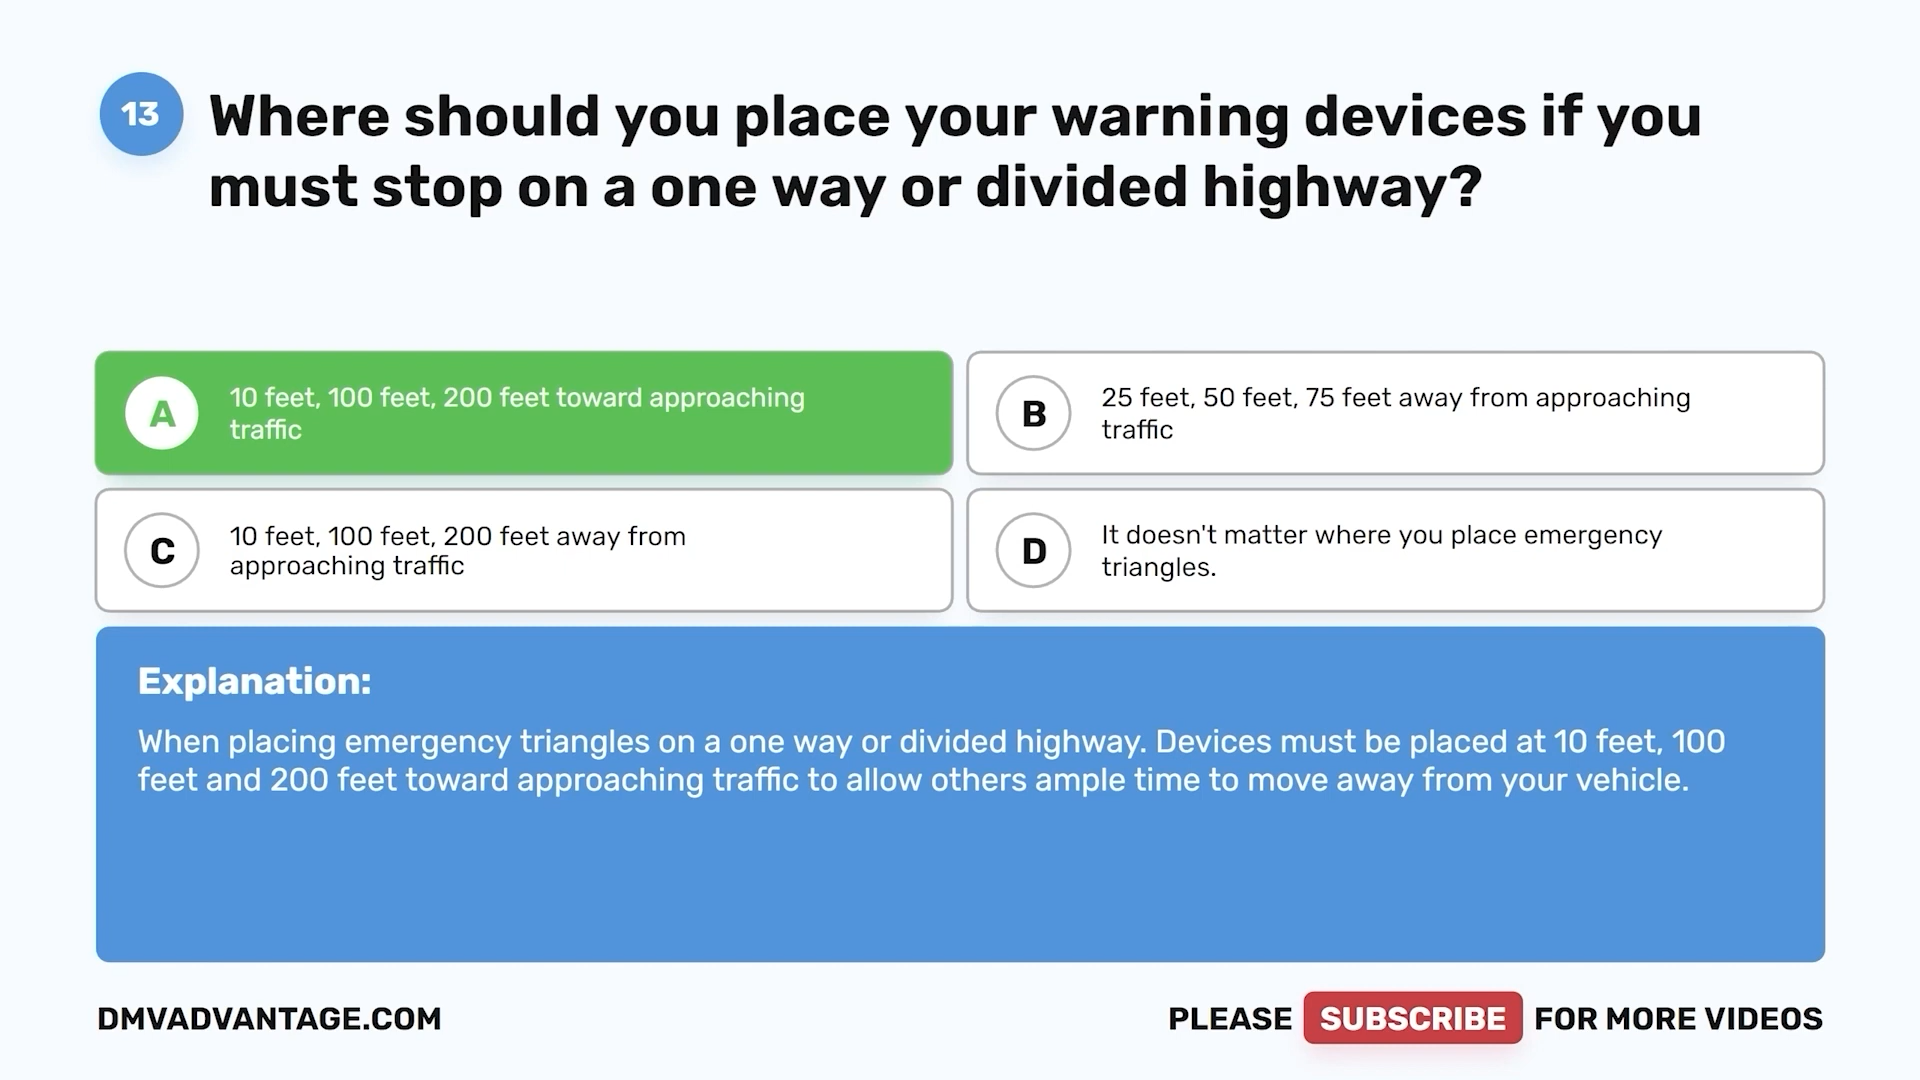 13
Where should you place your warning devices if you
must stop on a one way or divided highway?
A
10 feet, 100 feet, 200 feet toward approaching
traffic
B
25 feet, 50 feet, 75 feet away from approaching
traffic
C
10 feet, 100 feet, 200 feet away from
approaching traffic
D
It doesn't matter where you place emergency
triangles.
Explanation:
When placing emergency triangles on a one way or divided highway. Devices must be placed at 10 feet, 100
feet and 200 feet toward approaching traffic to allow others ample time to move away from your vehicle.
DMVADVANTAGE.COM
PLEASE SUBSCRIBE FOR MORE VIDEOS